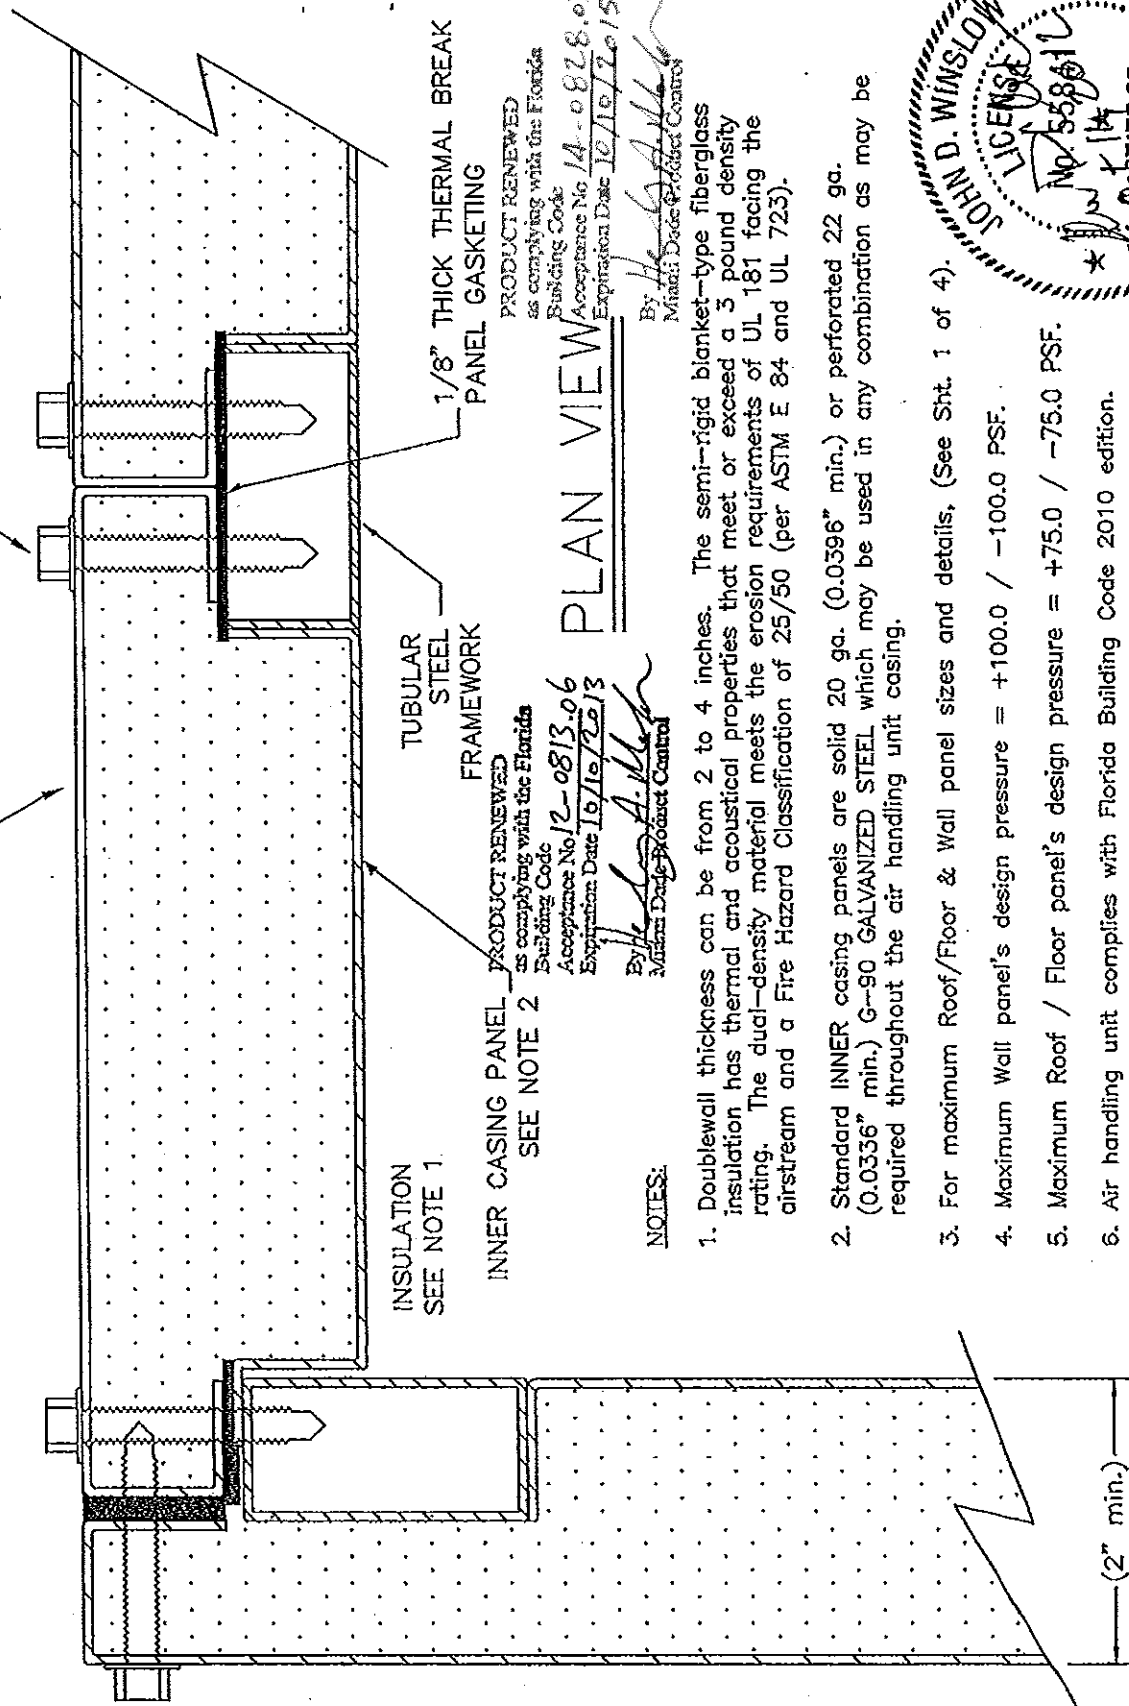 1/8" THICK THERMAL BREAK
PANEL GASKETING
TUBULAR
STEEL
FRAMEWORK
INSULATION
SEE NOTE 1
INNER CASING PANEL
SEE NOTE 2
PRODUCT RENEWED
as complying with the Florida
Building Code
Acceptance No 12-0813.06
Expiration Date 10/10/2013
By
Miami Dade Product Control
PLAN VIEW
PRODUCT RENEWED
as complying with the Florida
Building Code
Acceptance No 14-0828.0
Expiration Date 10/10/2015
By
Miami Dade Product Control
NOTES:
1. Doublewall thickness can be from 2 to 4 inches. The semi-rigid blanket-type fiberglass
insulation has thermal and acoustical properties that meet or exceed a 3 pound density
rating. The dual-density material meets the erosion requirements of UL 181 facing the
airstream and a Fire Hazard Classification of 25/50 (per ASTM E 84 and UL 723).
2. Standard INNER casing panels are solid 20 ga. (0.0396" min.) or perforated 22 ga.
(0.0336" min.) G-90 GALVANIZED STEEL which may be used in any combination as may be
required throughout the air handling unit casing.
3. For maximum Roof/Floor & Wall panel sizes and details, (See Sht. 1 of 4).
4. Maximum Wall panel's design pressure = +100.0 / -100.0 PSF.
5. Maximum Roof / Floor panel's design pressure = +75.0 / -75.0 PSF.
6. Air handling unit complies with Florida Building Code 2010 edition.
(2" min.)
JOHN D. WINSLOW
LICENSE
No.